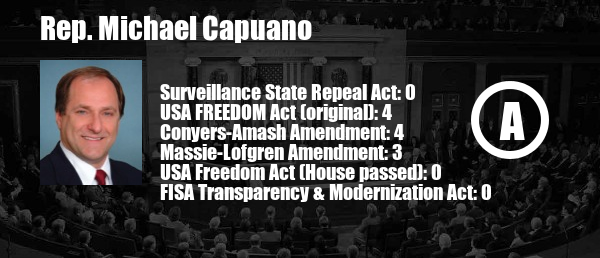 Rep. Michael Capuano
Surveillance State Repeal Act: 0
USA FREEDOM Act (original): 4
Conyers-Amash Amendment: 4
Massie-Lofgren Amendment: 3
USA Freedom Act (House passed): 0
FISA Transparency & Modernization Act: 0
A